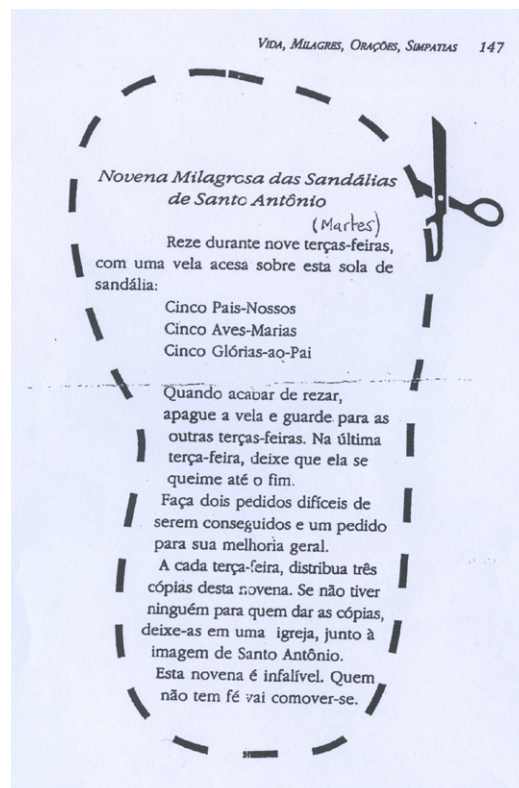 VIDA, MILAGRES, ORAÇÕES, SIMPATIAS 147
Novena Milagrosa das Sandálias
de Santo Antônio
(Martes)
Reze durante nove terças-feiras,
com uma vela acesa sobre esta sola de
sandália:
Cinco Pais-Nossos
Cinco Aves-Marias
Cinco Glórias-ao-Pai
Quando acabar de rezar,
apague a vela e guarde para as
outras terças-feiras. Na última
terça-feira, deixe que ela se
queime até o fim.
Faça dois pedidos difíceis de
serem conseguidos e um pedido
para sua melhoria geral.
A cada terça-feira, distribua três
cópias desta novena. Se não tiver
ninguém para quem dar as cópias,
deixe-as em uma igreja, junto à
imagem de Santo Antônio.
Esta novena é infalível. Quem
não tem fé vai comover-se.